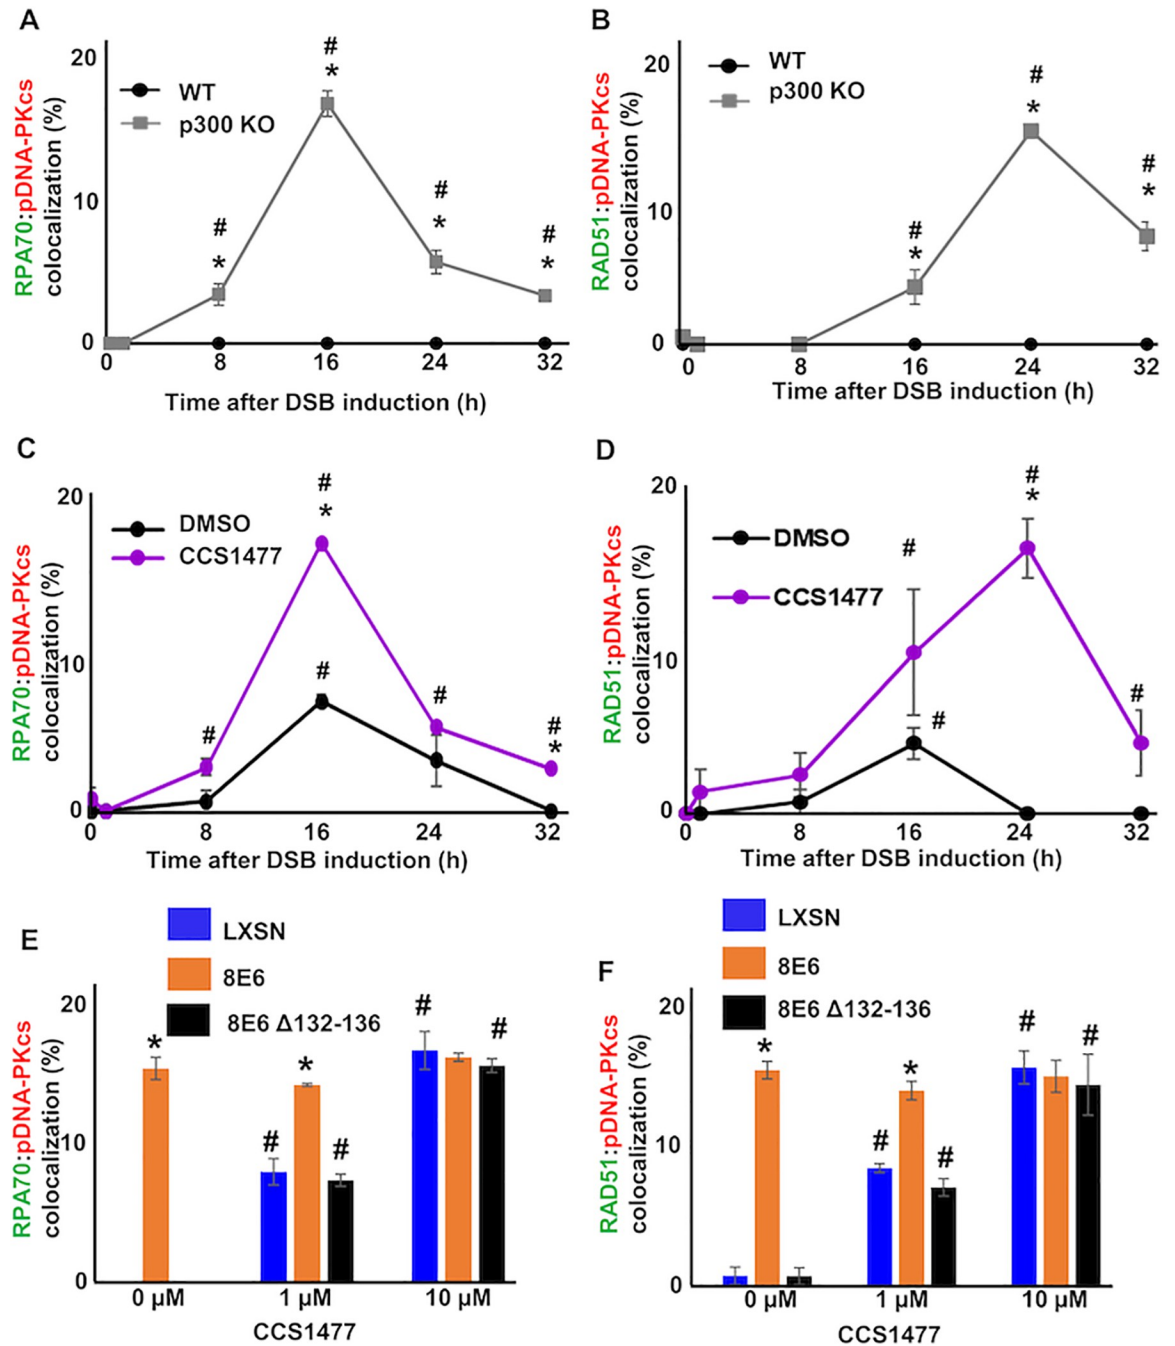 A
RPA70:pDNA-PKcs
colocalization (%)
20
10
0
WT
p300 KO
#
*
#
*
#
*
#
*
0 8 16 24 32
Time after DSB induction (h)
B
RAD51:pDNA-PKcs
colocalization (%)
20
10
0
WT
p300 KO
#
*
#
*
#
*
0 8 16 24 32
Time after DSB induction (h)
C
RPA70:pDNA-PKcs
colocalization (%)
20
10
0
DMSO
CCS1477
#
*
#
#
#
#
*
0 8 16 24 32
Time after DSB induction (h)
D
RAD51:pDNA-PKcs
colocalization (%)
20
10
0
DMSO
CCS1477
#
*
#
#
#
0 8 16 24 32
Time after DSB induction (h)
E
LXSN
8E6
8E6 Δ132-136
RPA70:pDNA-PKcs
colocalization (%)
20
10
0
*
#
*
#
#
#
0 µM 1 µM 10 µM
CCS1477
F
LXSN
8E6
8E6 Δ132-136
RAD51:pDNA-PKcs
colocalization (%)
20
10
0
*
#
*
#
#
#
0 µM 1 µM 10 µM
CCS1477